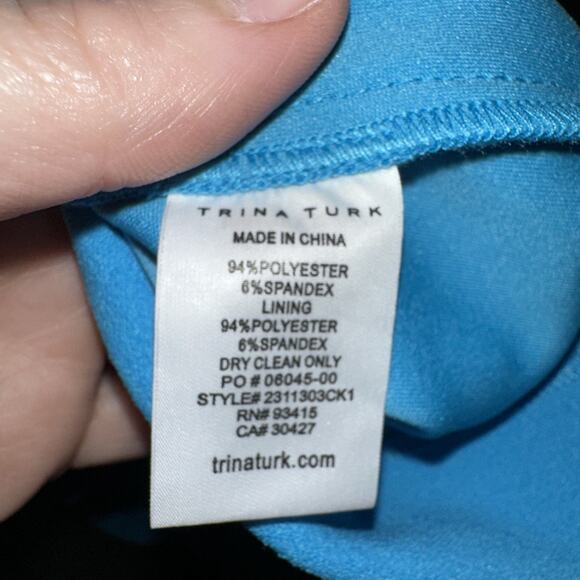 TRINA TURK
MADE IN CHINA
94%POLYESTER
6%SPANDEX
LINING
94%POLYESTER
6%SPANDEX
DRY CLEAN ONLY
PO # 06045-00
STYLE# 2311303CK1
RN# 93415
CA# 30427
trinaturk.com